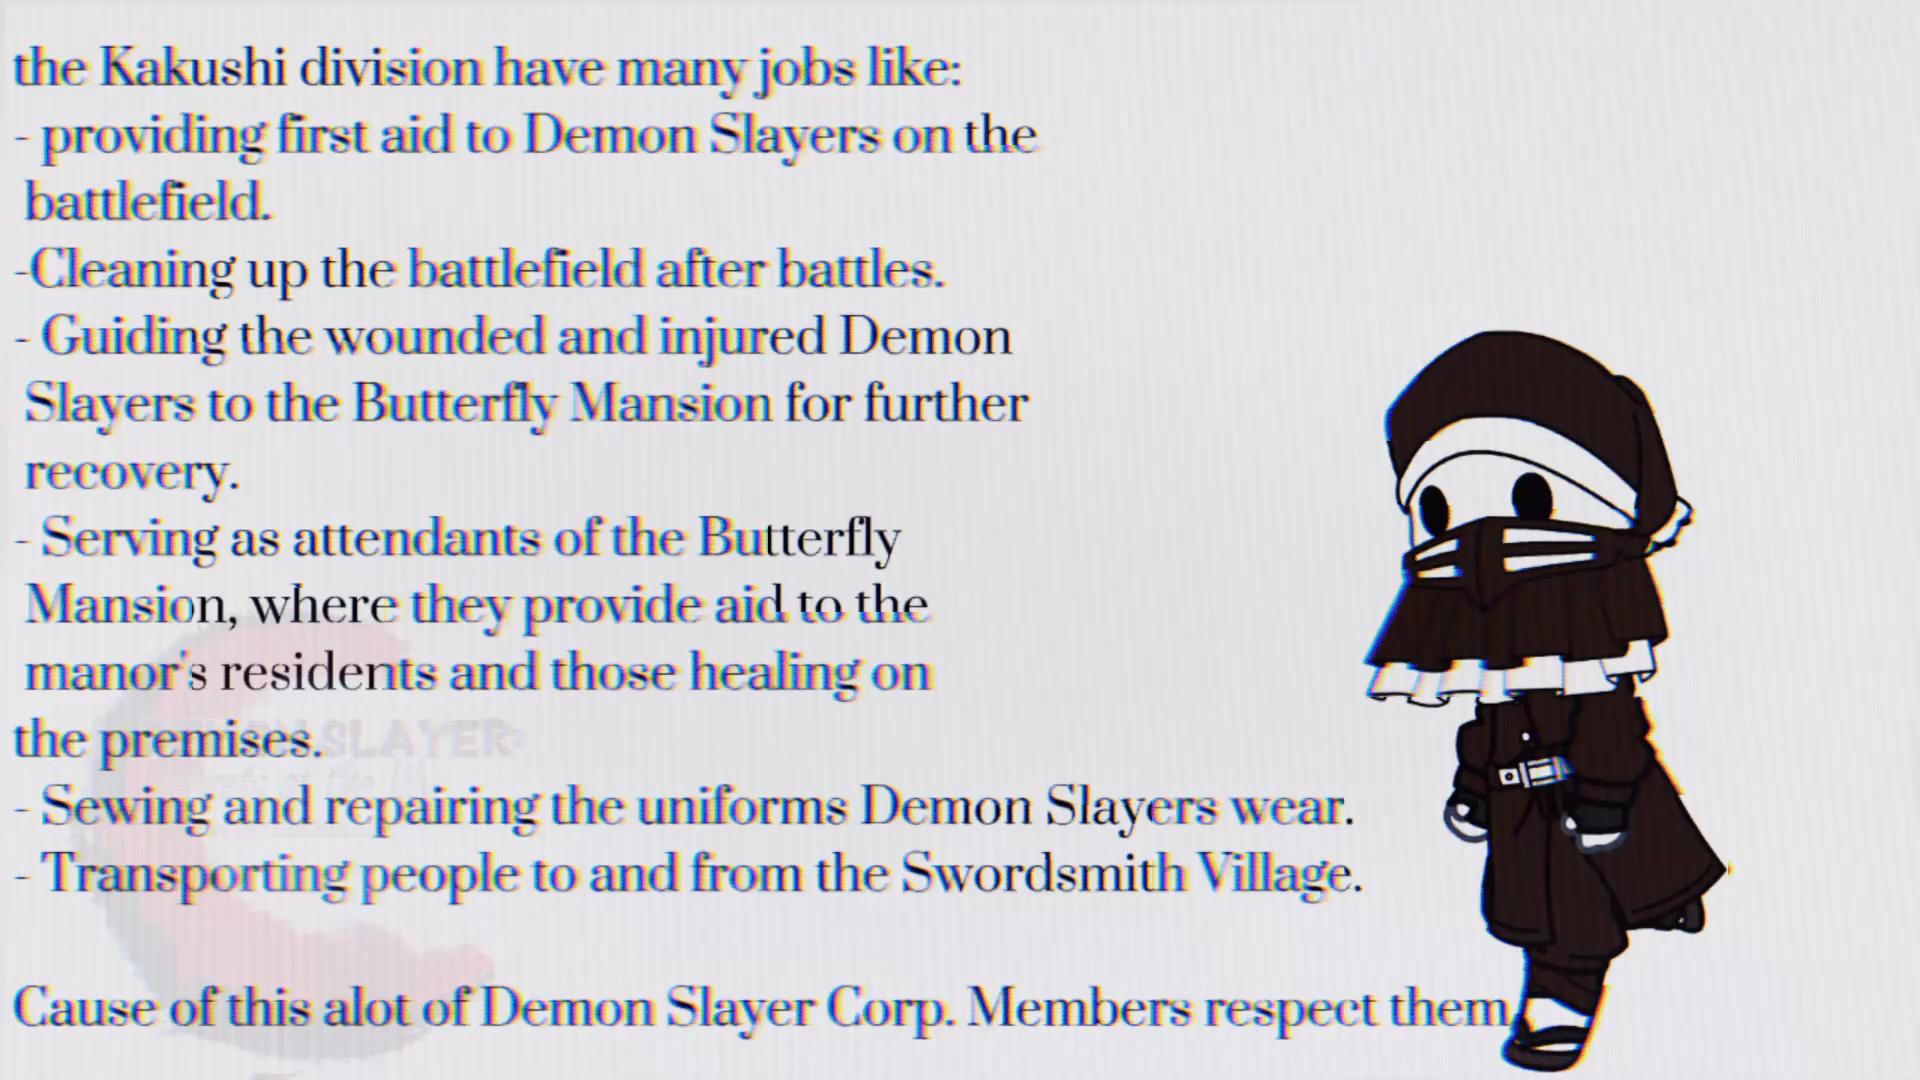 the Kakushi division have many jobs like:
- providing first aid to Demon Slayers on the
battlefield.
-Cleaning up the battlefield after battles.
- Guiding the wounded and injured Demon
Slayers to the Butterfly Mansion for further
recovery.
- Serving as attendants of the Butterfly
Mansion, where they provide aid to the
manor's residents and those healing on
the premises.
SLAYER
- Sewing and repairing the uniforms Demon Slayers wear.
- Transporting people to and from the Swordsmith Village.
Cause of this alot of Demon Slayer Corp. Members respect them